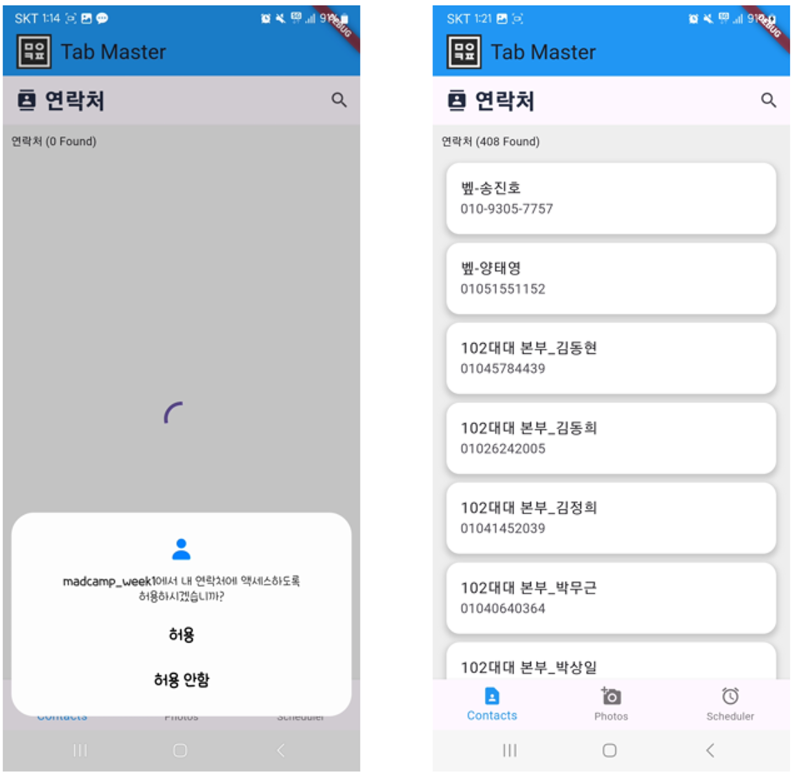 SKT 1:14
91%
DEBUG
Tab Master
연락처
연락처 (0 Found)
madcamp_week1에서 내 연락처에 액세스하도록
허용하시겠습니까?
허용
허용 안함
Contacts
Photos
Scheduler
SKT 1:21
DEBUG
Tab Master
연락처
연락처 (408 Found)
벺-송진호
010-9305-7757
벺-양태영
01051551152
102대대 본부_김동현
01045784439
102대대 본부_김동희
01026242005
102대대 본부_김정희
01041452039
102대대 본부_박무근
01040640364
102대대 본부_박상일
Contacts
Photos
Scheduler